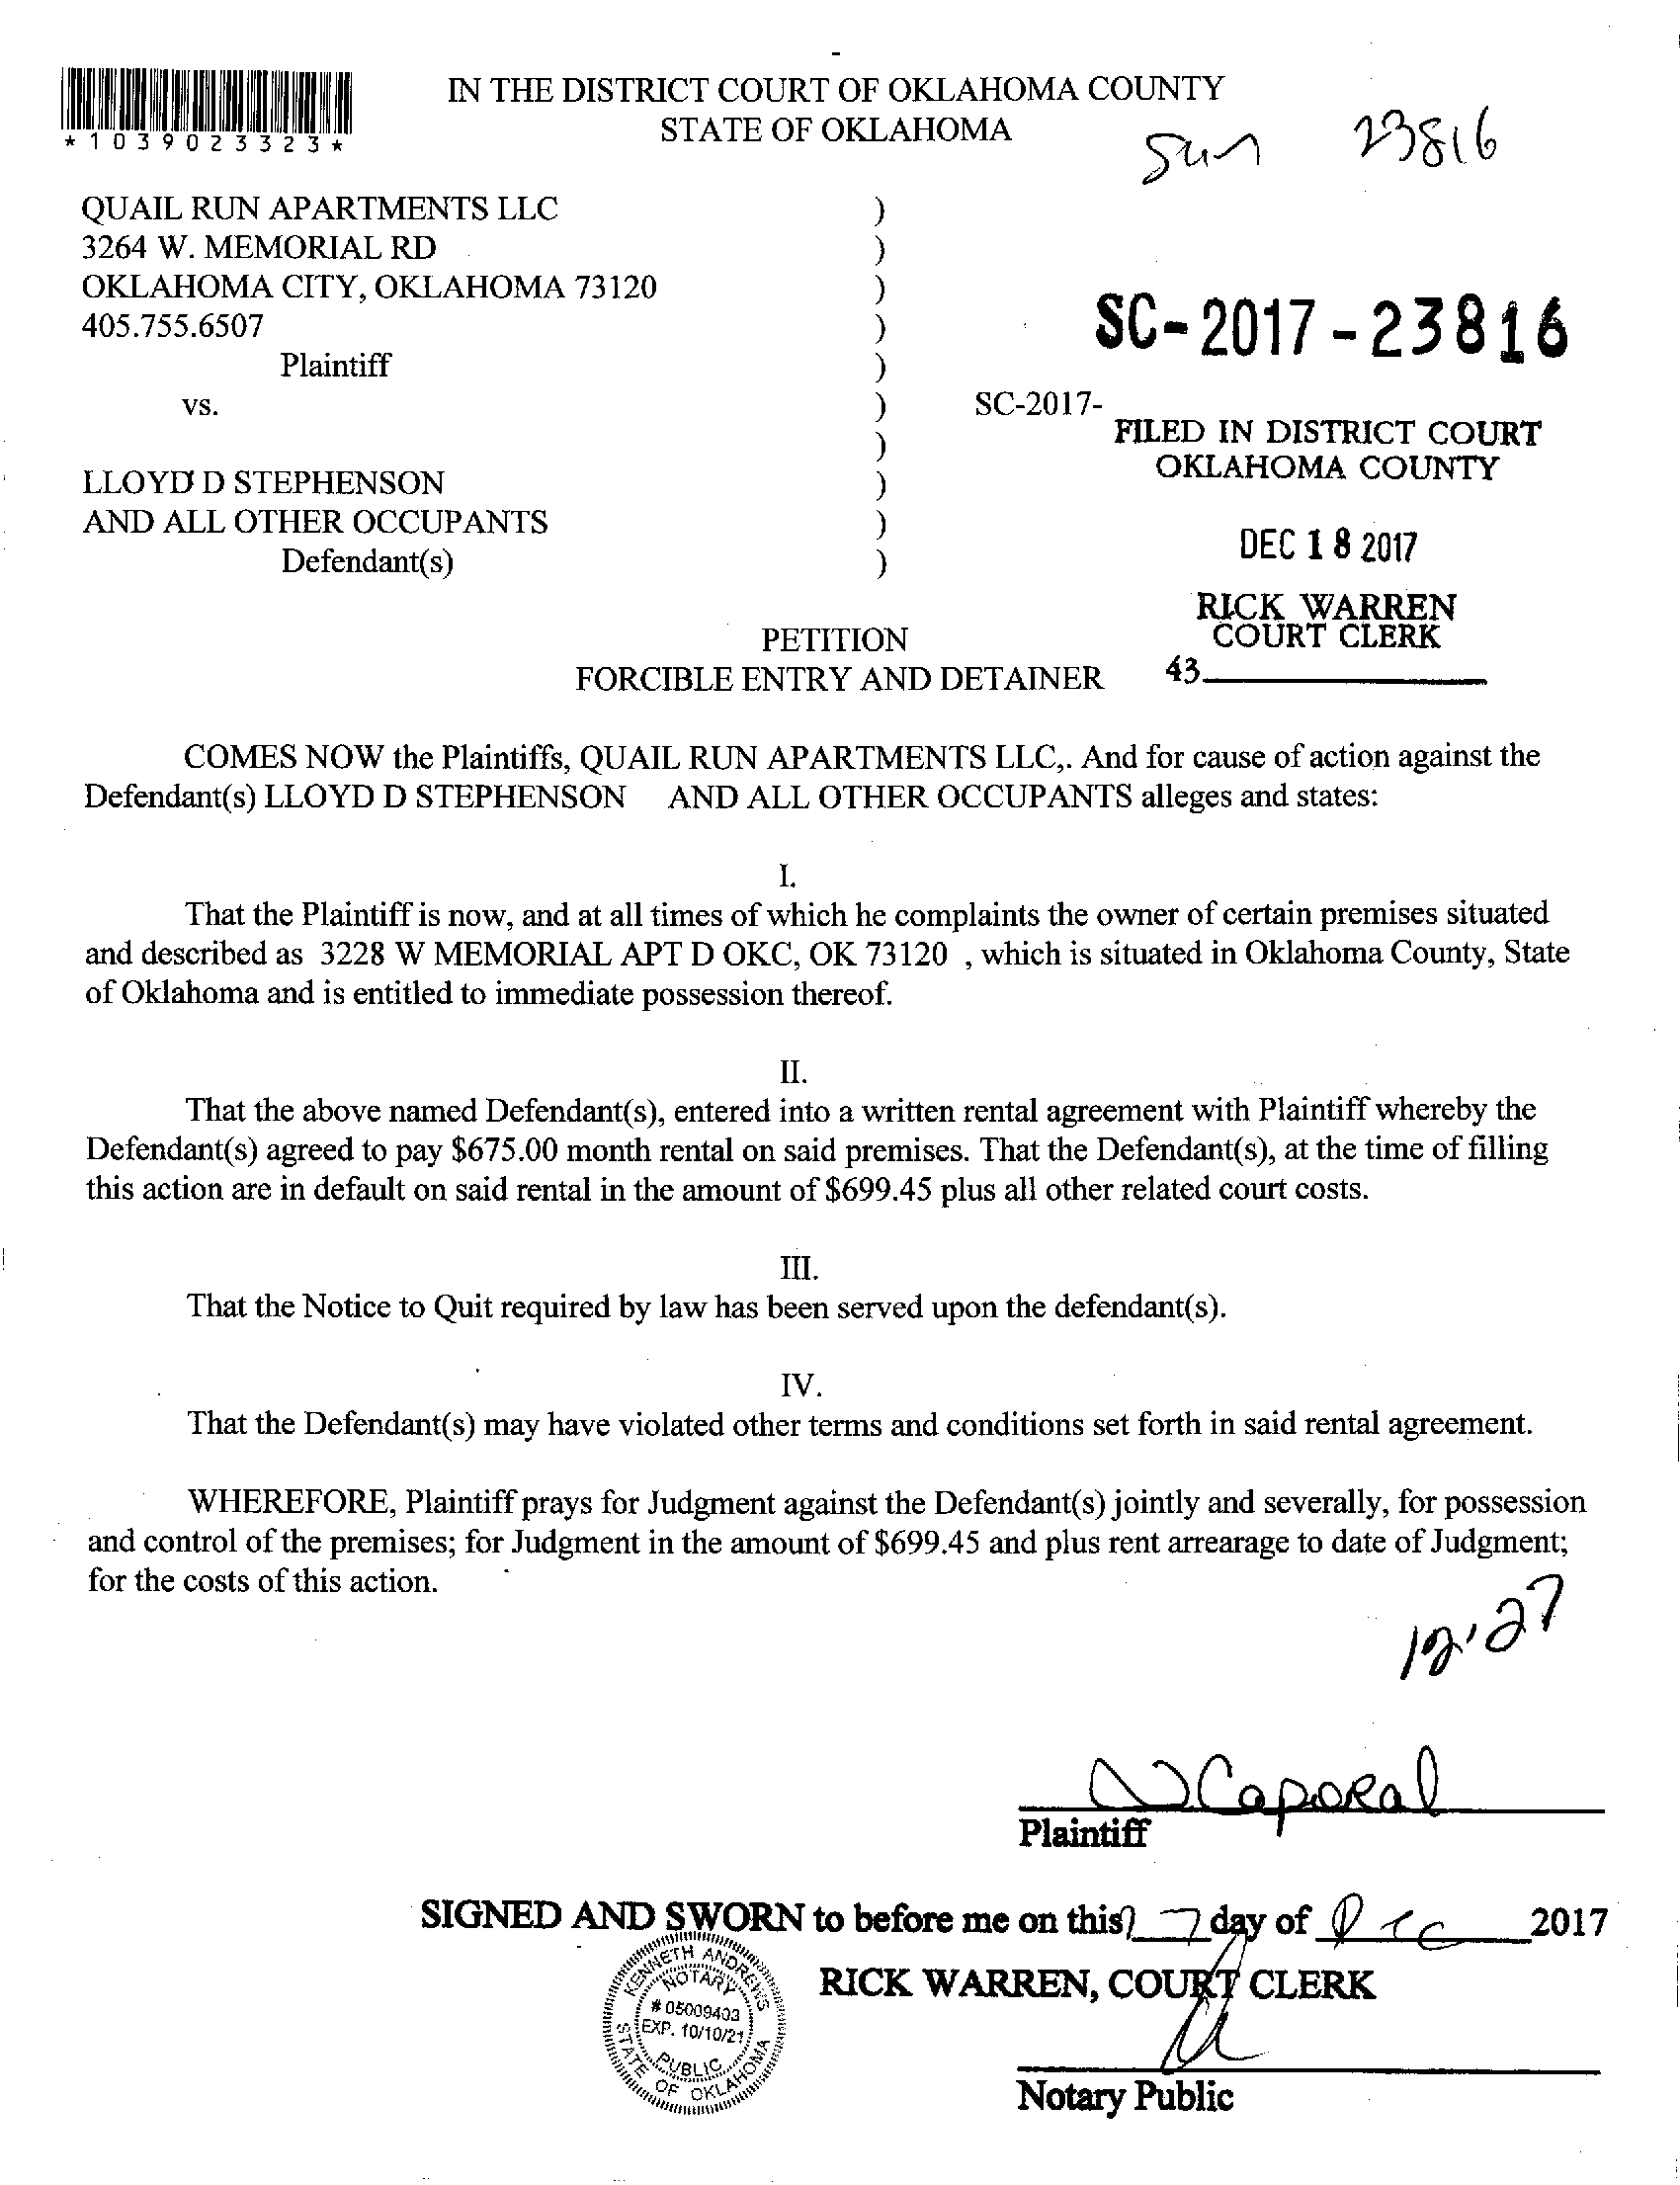 IN THE DISTRICT COURT OF OKLAHOMA COUNTY
STATE OF OKLAHOMA
*1039023323*
23816
QUAIL RUN APARTMENTS LLC )
3264 W. MEMORIAL RD )
OKLAHOMA CITY, OKLAHOMA 73120 )
405.755.6507 )
SC-2017-23816
Plaintiff )
vs. ) SC-2017-
)
FILED IN DISTRICT COURT
OKLAHOMA COUNTY
LLOYD D STEPHENSON )
AND ALL OTHER OCCUPANTS )
Defendant(s) )
DEC 18 2017
RICK WARREN
COURT CLERK
43
PETITION
FORCIBLE ENTRY AND DETAINER
COMES NOW the Plaintiffs, QUAIL RUN APARTMENTS LLC,. And for cause of action against the
Defendant(s) LLOYD D STEPHENSON AND ALL OTHER OCCUPANTS alleges and states:
I.
That the Plaintiff is now, and at all times of which he complaints the owner of certain premises situated
and described as 3228 W MEMORIAL APT D OKC, OK 73120 , which is situated in Oklahoma County, State
of Oklahoma and is entitled to immediate possession thereof.
II.
That the above named Defendant(s), entered into a written rental agreement with Plaintiff whereby the
Defendant(s) agreed to pay $675.00 month rental on said premises. That the Defendant(s), at the time of filling
this action are in default on said rental in the amount of $699.45 plus all other related court costs.
III.
That the Notice to Quit required by law has been served upon the defendant(s).
IV.
That the Defendant(s) may have violated other terms and conditions set forth in said rental agreement.
WHEREFORE, Plaintiff prays for Judgment against the Defendant(s) jointly and severally, for possession
and control of the premises; for Judgment in the amount of $699.45 and plus rent arrearage to date of Judgment;
for the costs of this action.
12.27
N Caporal
Plaintiff
SIGNED AND SWORN to before me on this 7 day of Dec 2017
RICK WARREN, COURT CLERK
KENNETH ANDREWS
NOTARY
# 05009403
EXP. 10/10/21
PUBLIC
STATE OF OKLAHOMA
Notary Public